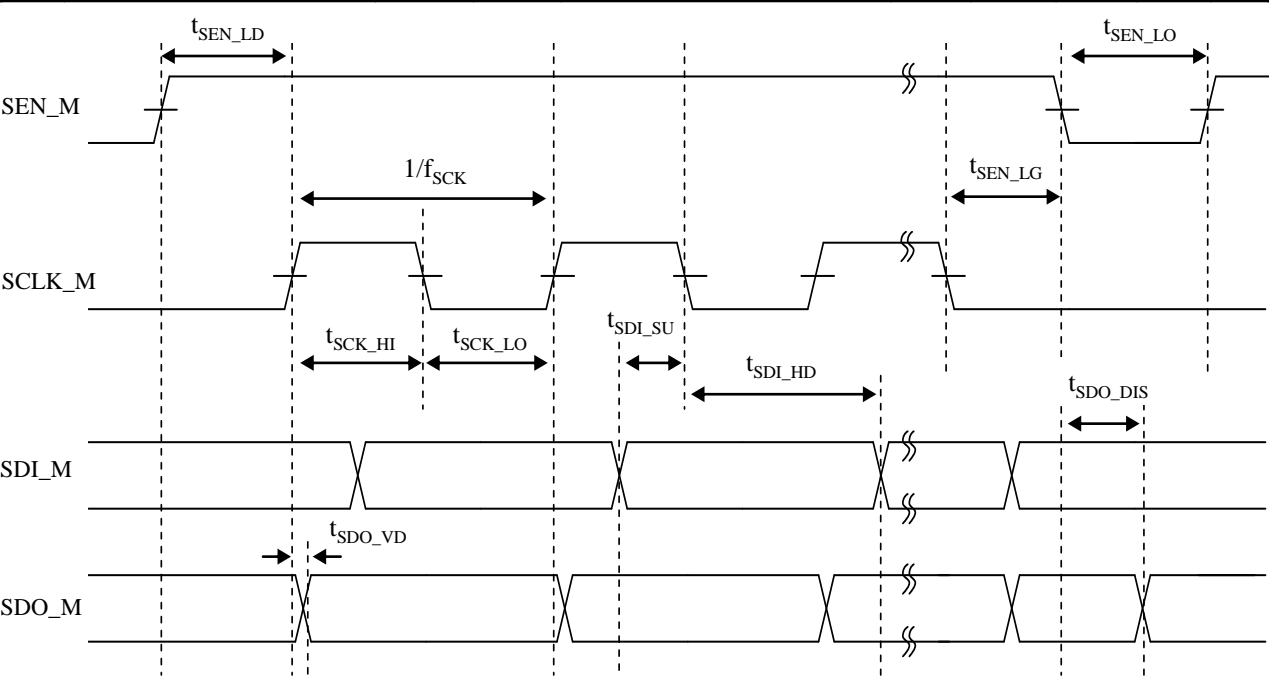 tSEN_LD
tSEN_LO
SEN_M
1/fSCK
tSEN_LG
SCLK_M
tSCK_HI
tSCK_LO
tSDI_SU
tSDI_HD
tSDO_DIS
SDI_M
tSDO_VD
SDO_M